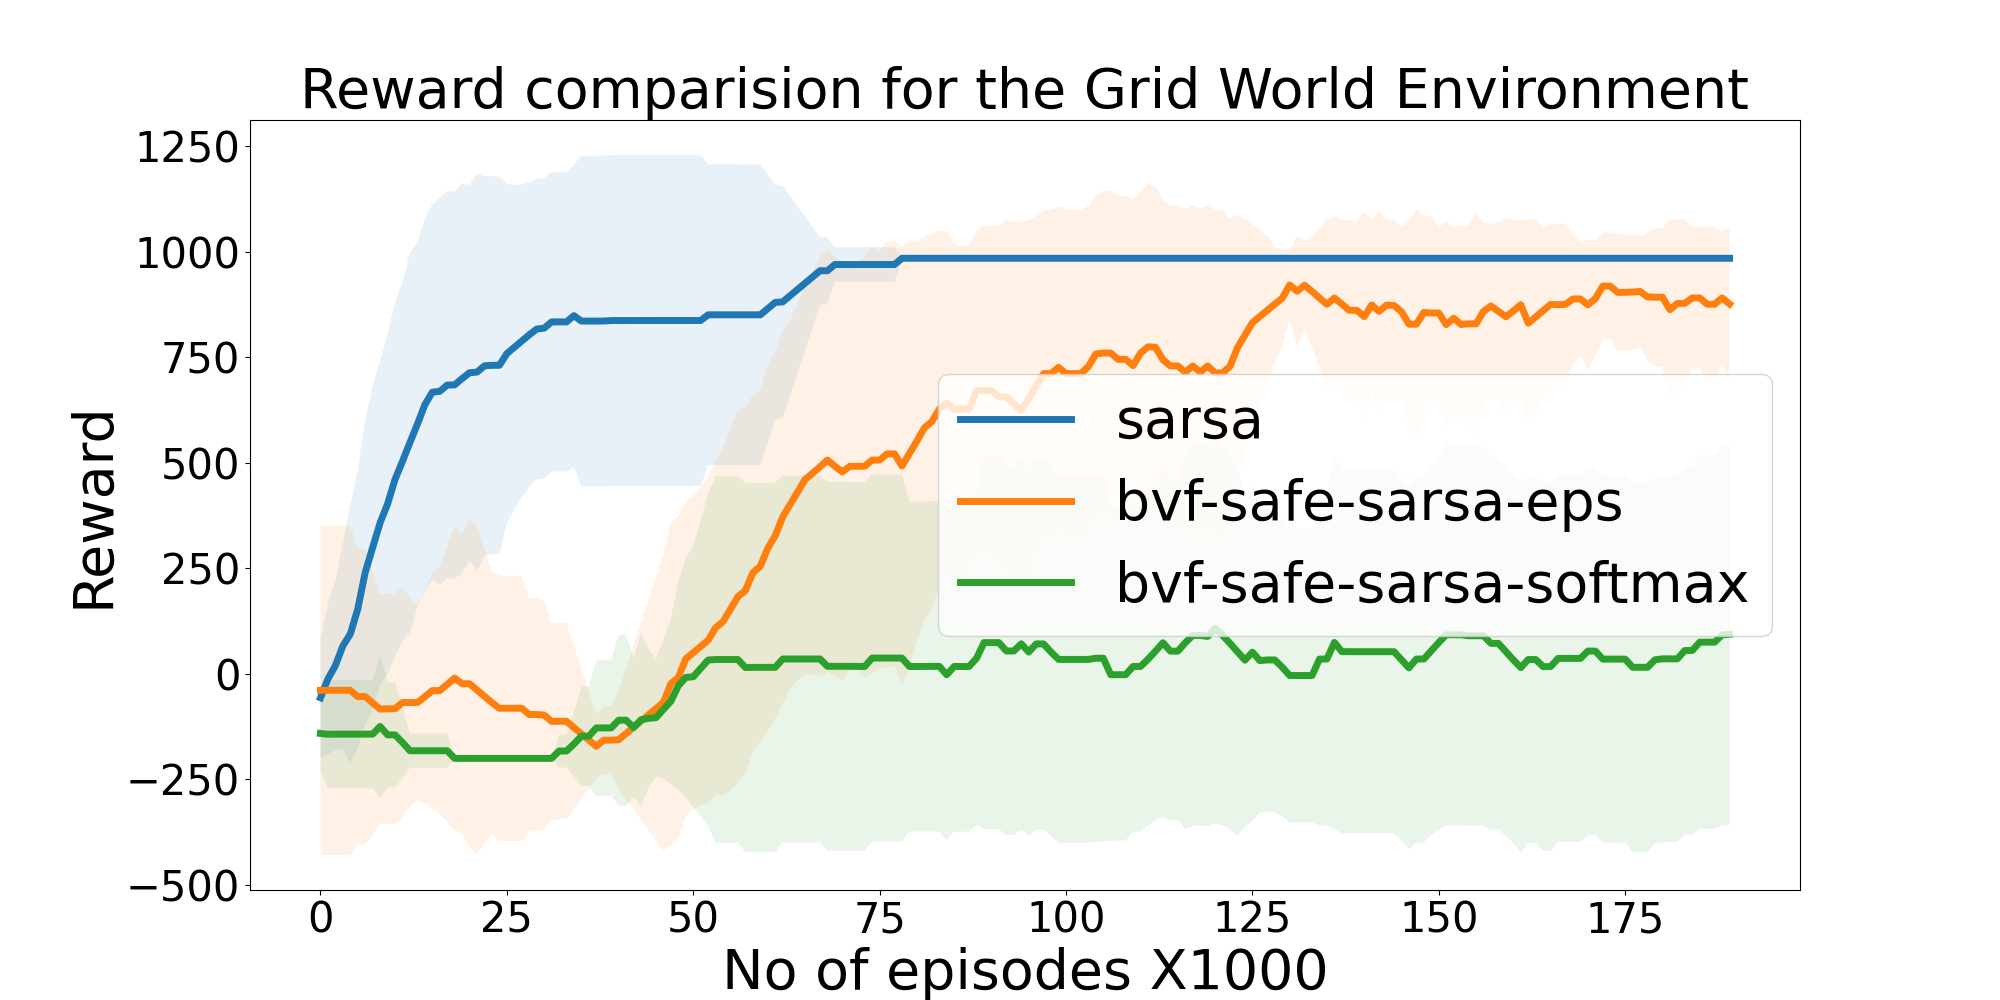 Reward comparision for the Grid World Environment
1250
1000
750
500
250
0
−250
−500
Reward
sarsa
bvf-safe-sarsa-eps
bvf-safe-sarsa-softmax
0 25 50 75 100 125 150 175
No of episodes X1000